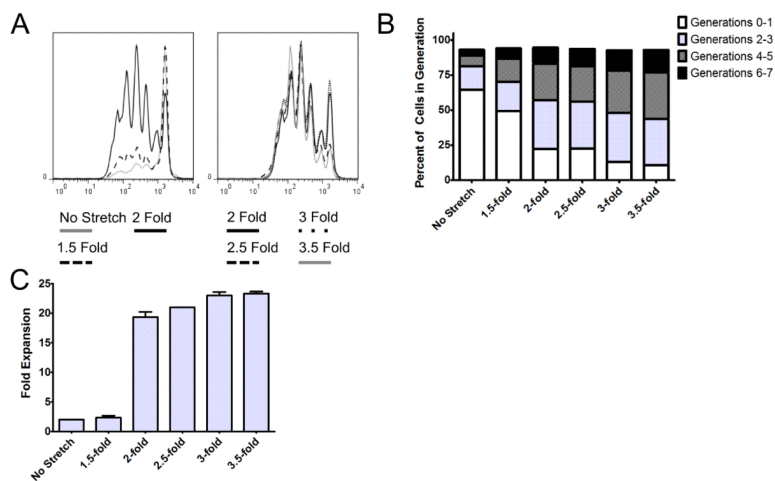 A
0
10^0 10^1 10^2 10^3 10^4
0
10^0 10^1 10^2 10^3 10^4
No Stretch 2 Fold
1.5 Fold
2 Fold 3 Fold
2.5 Fold 3.5 Fold
B
Percent of Cells in Generation
100
75
50
25
0
No Stretch
1.5-fold
2-fold
2.5-fold
3-fold
3.5-fold
Generations 0-1
Generations 2-3
Generations 4-5
Generations 6-7
C
Fold Expansion
25
20
15
10
5
0
No Stretch
1.5-fold
2-fold
2.5-fold
3-fold
3.5-fold